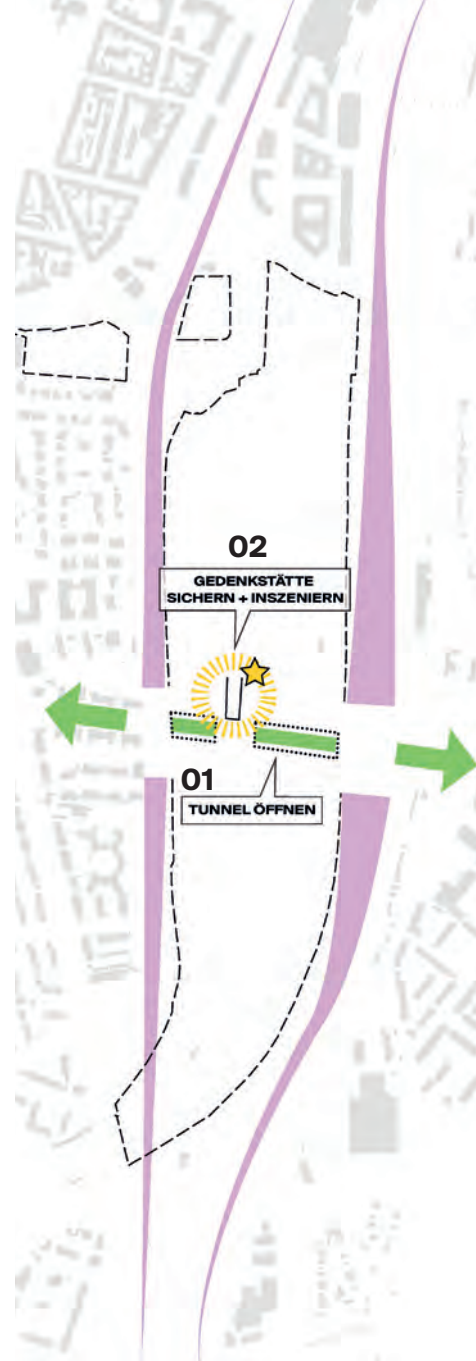 02
GEDENKSTÄTTE
SICHERN + INSZENIERN
01
TUNNEL ÖFFNEN